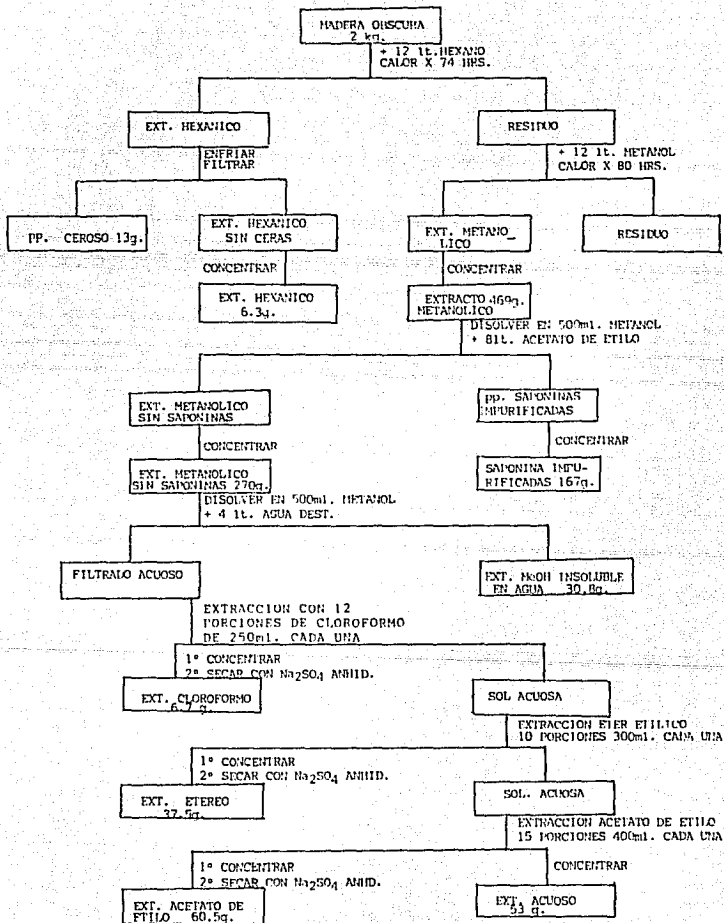 MADERA OBSCURA
2 kg.
+ 12 lt. HEXANO
CALOR X 74 HRS.
EXT. HEXANICO
RESIDUO
ENFRIAR
FILTRAR
+ 12 lt. METANOL
CALOR X 80 HRS.
PP. CEROSO 13g.
EXT. HEXANICO
SIN CERAS
EXT. METANO_
LICO
RESIDUO
CONCENTRAR
CONCENTRAR
EXT. HEXANICO
6.3g.
EXTRACTO 469g.
METANOLICO
DISOLVER EN 500ml. METANOL
+ 8lt. ACETATO DE ETILO
EXT. METANOLICO
SIN SAPONINAS
pp. SAPONINAS
IMPURIFICADAS
CONCENTRAR
CONCENTRAR
EXT. METANOLICO
SIN SAPONINAS 270g.
SAPONINA IMPU-
RIFICADAS 167g.
DISOLVER EN 500ml. METANOL
+ 4 lt. AGUA DEST.
FILTRADO ACUOSO
EXT. MeOH INSOLUBLE
EN AGUA 30.8g.
EXTRACCION CON 12
PORCIONES DE CLOROFORMO
DE 250ml. CADA UNA
1° CONCENTRAR
2° SECAR CON Na2SO4 ANHID.
EXT. CLOROFORMO
6.7 g.
SOL ACUOSA
EXTRACCION ETER ETILICO
10 PORCIONES 300ml. CADA UNA
1° CONCENTRAR
2° SECAR CON Na2SO4 ANHID.
EXT. ETEREO
37.5g.
SOL. ACUOSA
EXTRACCION ACETATO DE ETILO
15 PORCIONES 400ml. CADA UNA
1° CONCENTRAR
2° SECAR CON Na2SO4 ANHID.
CONCENTRAR
EXT. ACETATO DE
ETILO 60.5g.
EXT. ACUOSO
53 g.